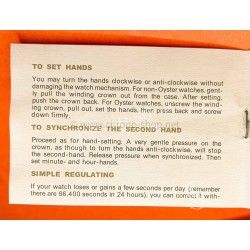 TO SET HANDS
You may turn the hands clockwise or anti-clockwise without
damaging the watch mechanism. For non-Oyster watches, gent-
ly pull the winding crown out from the case. After setting,
push the crown back. For Oyster watches, unscrew the wind-
ing crown, pull out, set the hands, then press back and screw
down firmly.
TO SYNCHRONIZE THE SECOND HAND
Proceed as for hand-setting. A very gentle pressure on the
crown, as though to turn the hands anti-clockwise, will stop
the second-hand. Release pressure when synchronized. Then
set minute- and hour-hands.
SIMPLE REGULATING
If your watch loses or gains a few seconds per day (remember
there are 86,400 seconds in 24 hours), you can correct it with-